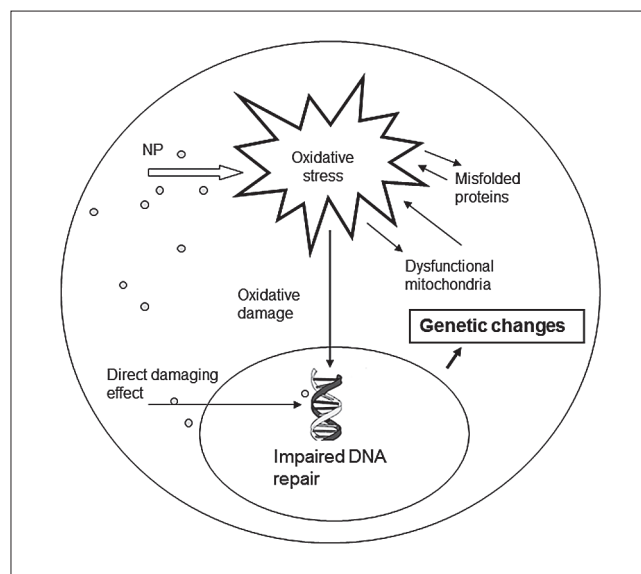 NP
Oxidative
stress
Misfolded
proteins
Dysfunctional
mitochondria
Oxidative
damage
Genetic changes
Direct damaging
effect
Impaired DNA
repair